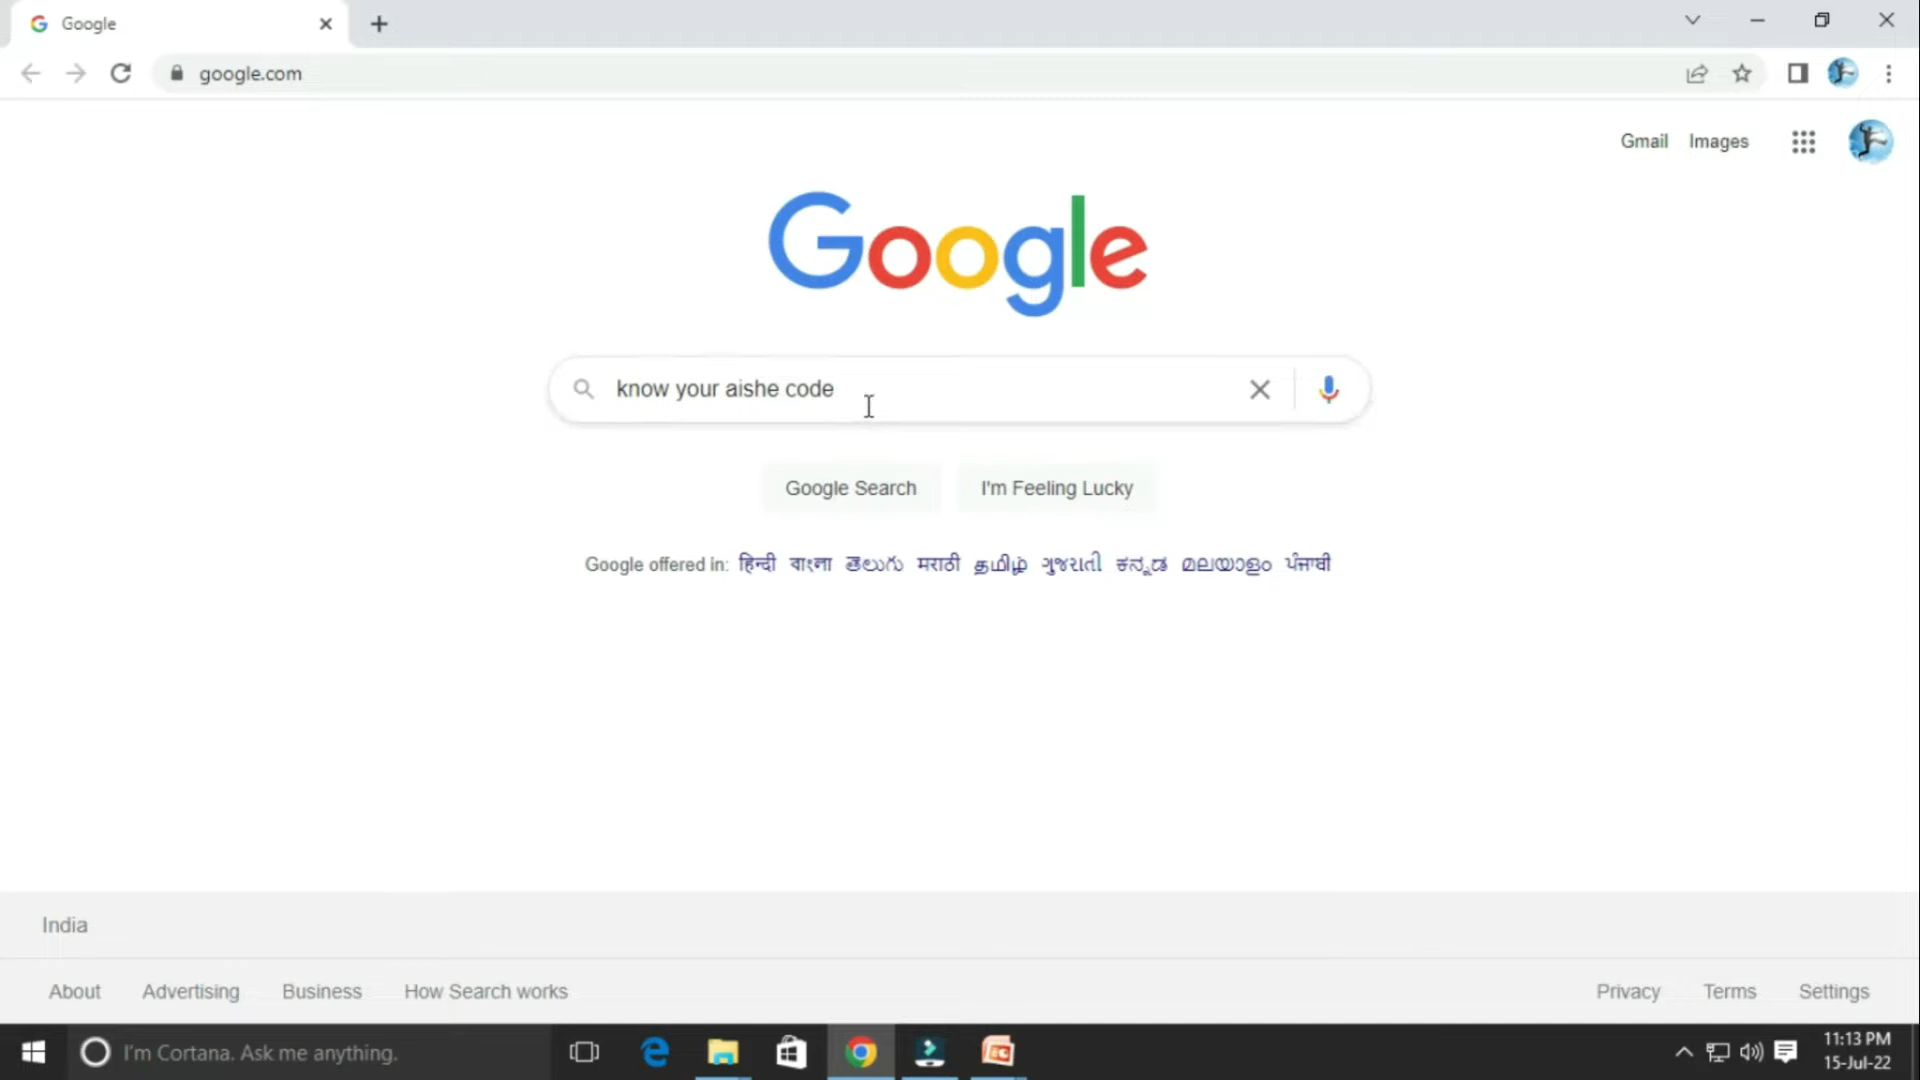 Google
google.com
Gmail Images
Google
know your aishe code
Google Search I'm Feeling Lucky
Google offered in: हिन्दी বাংলা తెలుగు मराठी தமிழ் ગુજરાતી ಕನ್ನಡ മലയാളം ਪੰਜਾਬੀ
India
About Advertising Business How Search works Privacy Terms Settings
I'm Cortana. Ask me anything.
11:13 PM
15-Jul-22